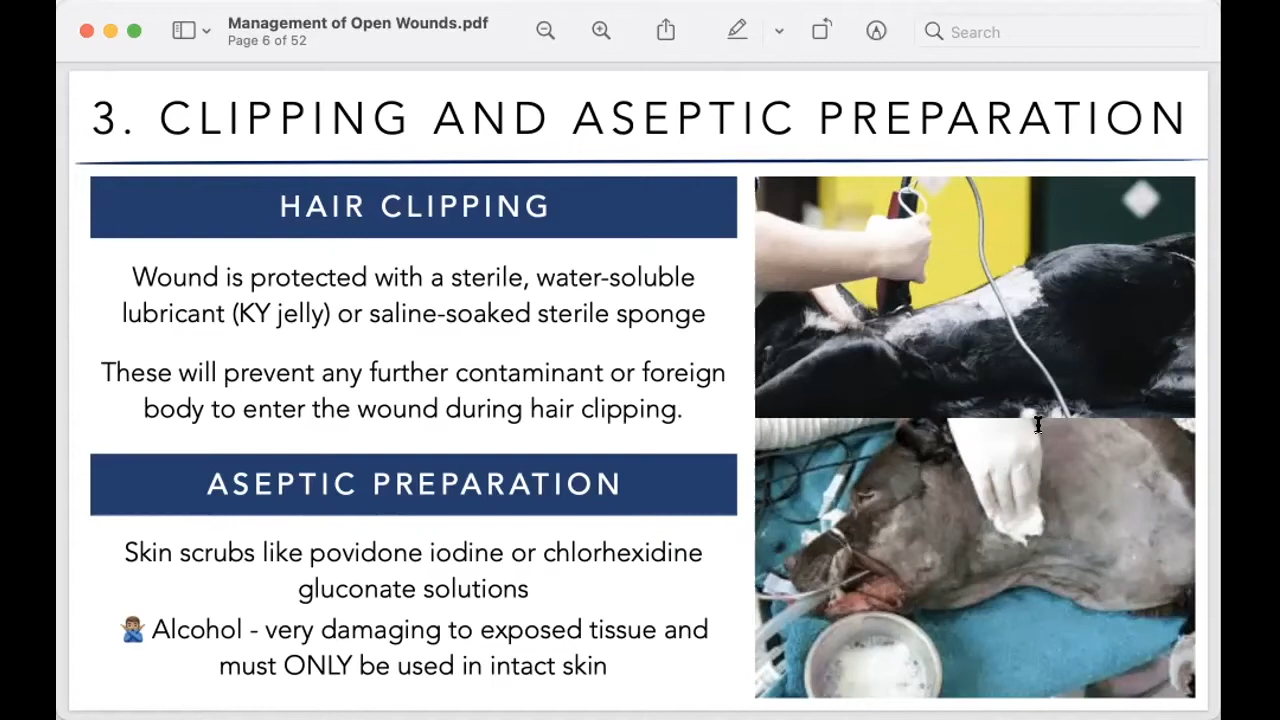 Management of Open Wounds.pdf
Page 6 of 52
Search
3. CLIPPING AND ASEPTIC PREPARATION
HAIR CLIPPING
Wound is protected with a sterile, water-soluble
lubricant (KY jelly) or saline-soaked sterile sponge
These will prevent any further contaminant or foreign
body to enter the wound during hair clipping.
ASEPTIC PREPARATION
Skin scrubs like povidone iodine or chlorhexidine
gluconate solutions
🙅🏽‍♂️ Alcohol - very damaging to exposed tissue and
must ONLY be used in intact skin